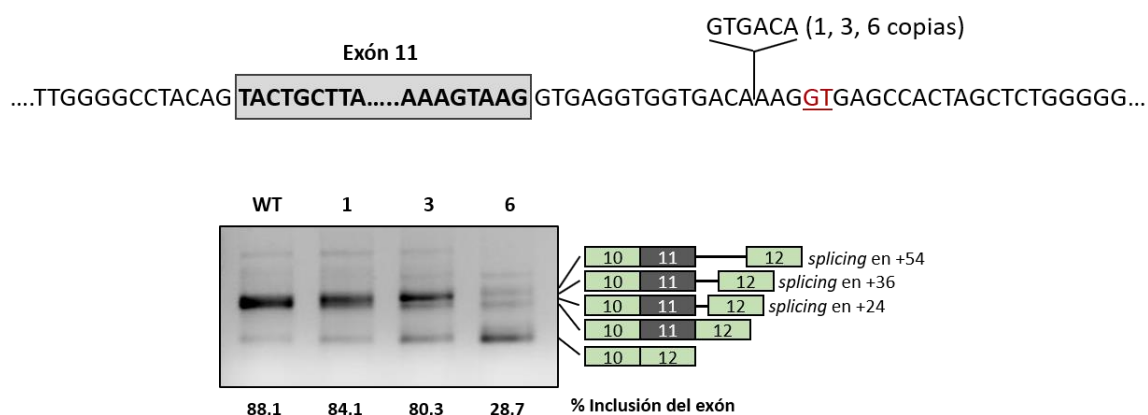 GTGACA (1, 3, 6 copias)
Exón 11
....TTGGGGCCTACAG TACTGCTTA.....AAAGTAAG GTGAGGTGGTGACAAAGGTGAGCCACTAGCTCTGGGGG...
WT 1 3 6
10 11 12 splicing en +54
10 11 12 splicing en +36
10 11 12 splicing en +24
10 11 12
10 12
88.1 84.1 80.3 28.7 % Inclusión del exón